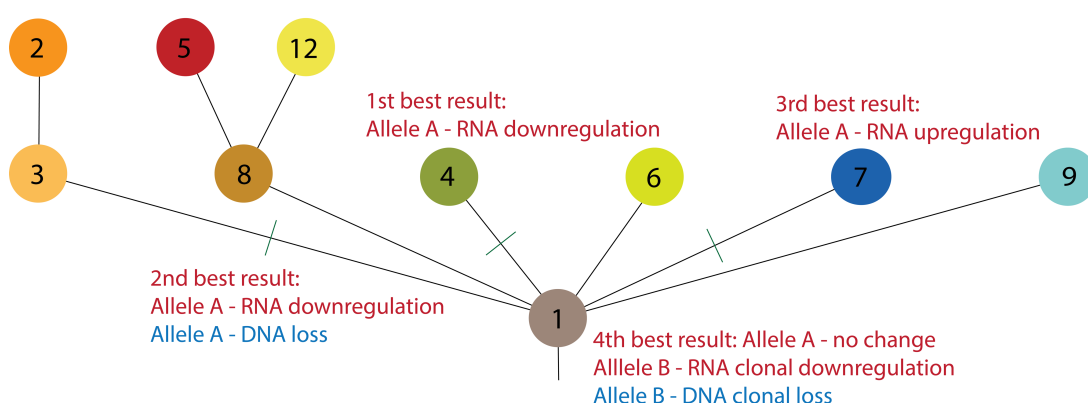 2
5
12
1st best result:
Allele A - RNA downregulation
3rd best result:
Allele A - RNA upregulation
3
8
4
6
7
9
2nd best result:
Allele A - RNA downregulation
Allele A - DNA loss
1
4th best result: Allele A - no change
Alllele B - RNA clonal downregulation
Allele B - DNA clonal loss